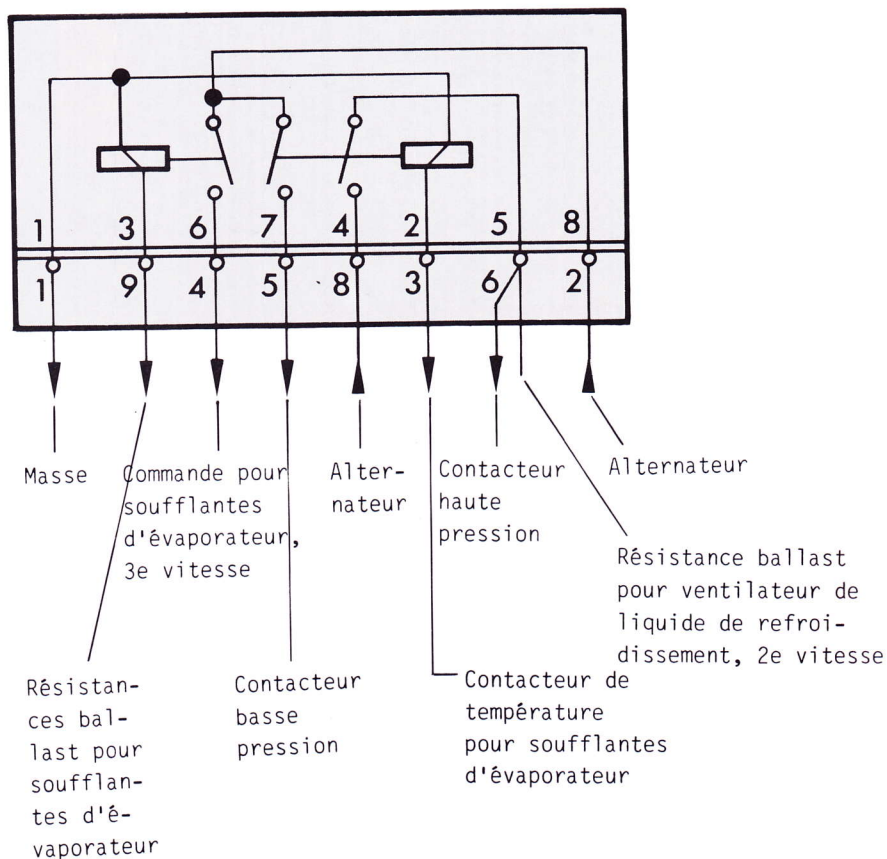 1 3 6 7 4 2 5 8
1 9 4 5 8 3 6 2
Masse
Commande pour
soufflantes
d'évaporateur,
3e vitesse
Alter-
nateur
Contacteur
haute
pression
Alternateur
Résistance ballast
pour ventilateur de
liquide de refroi-
dissement, 2e vitesse
Résistan-
ces bal-
last pour
soufflan-
tes d'é-
vaporateur
Contacteur
basse
pression
Contacteur de
température
pour soufflantes
d'évaporateur